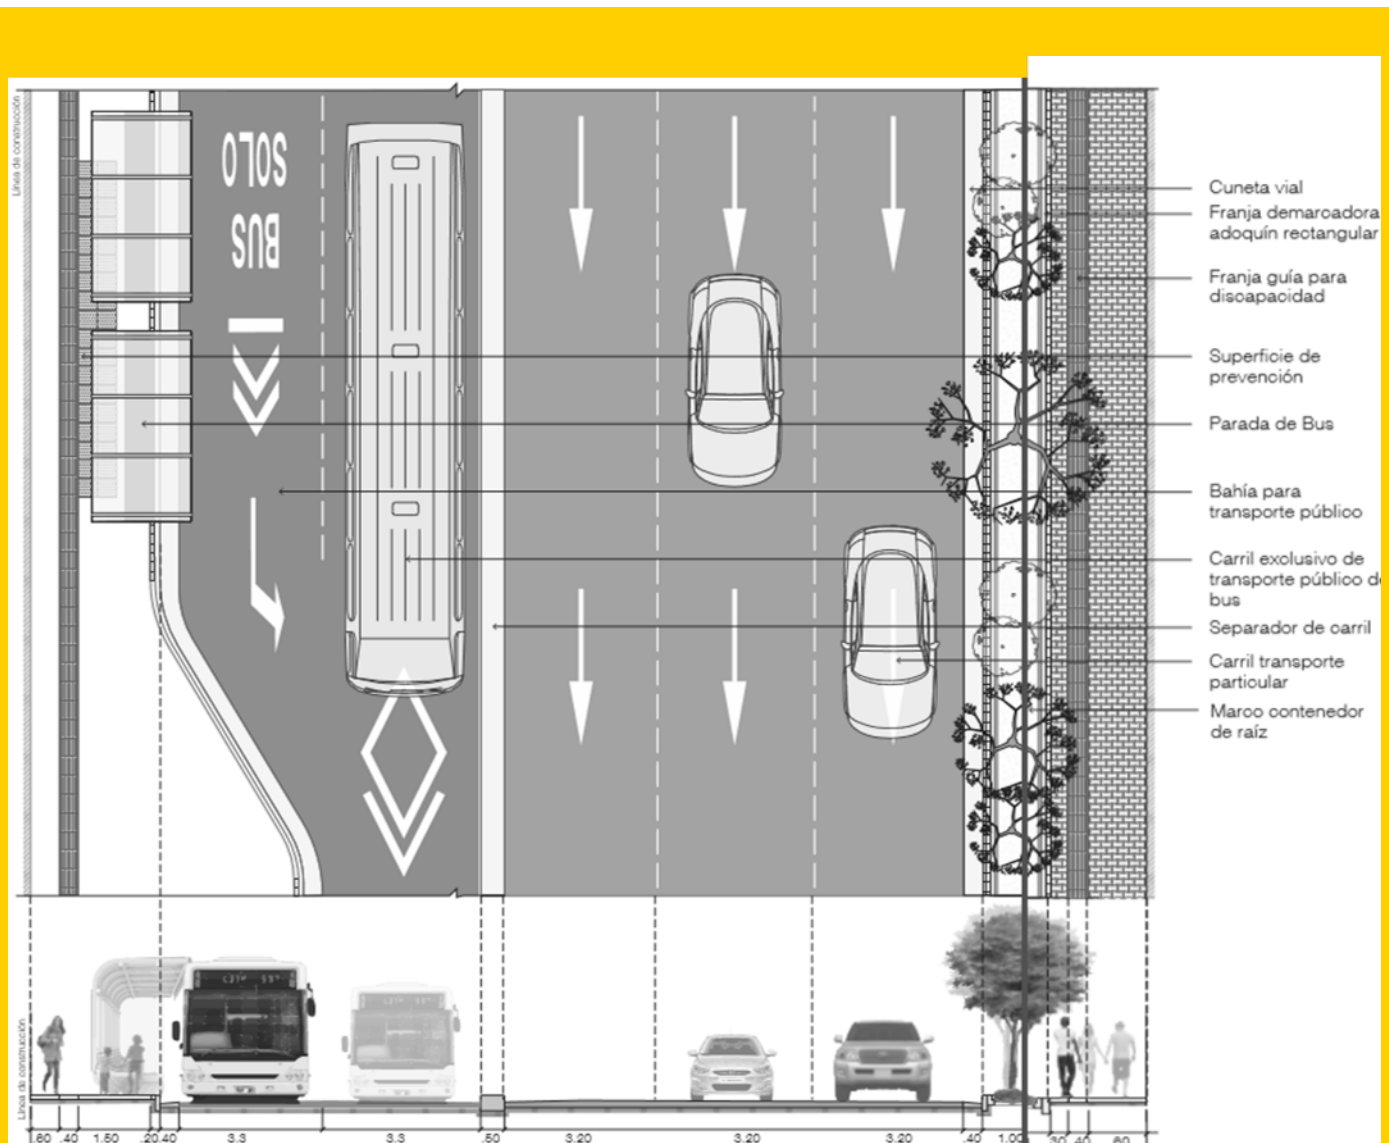 Línea de construcción
SOLO
BUS
Cuneta vial
Franja demarcadora
adoquín rectangular
Franja guía para
discapacidad
Superficie de
prevención
Parada de Bus
Bahía para
transporte público
Carril exclusivo de
transporte público de
bus
Separador de carril
Carril transporte
particular
Marco contenedor
de raíz
Línea de construcción
.60 .40 1.50 .20 .40 3.3 3.3 .50 3.20 3.20 3.20 .40 1.00 .30 .40 .60